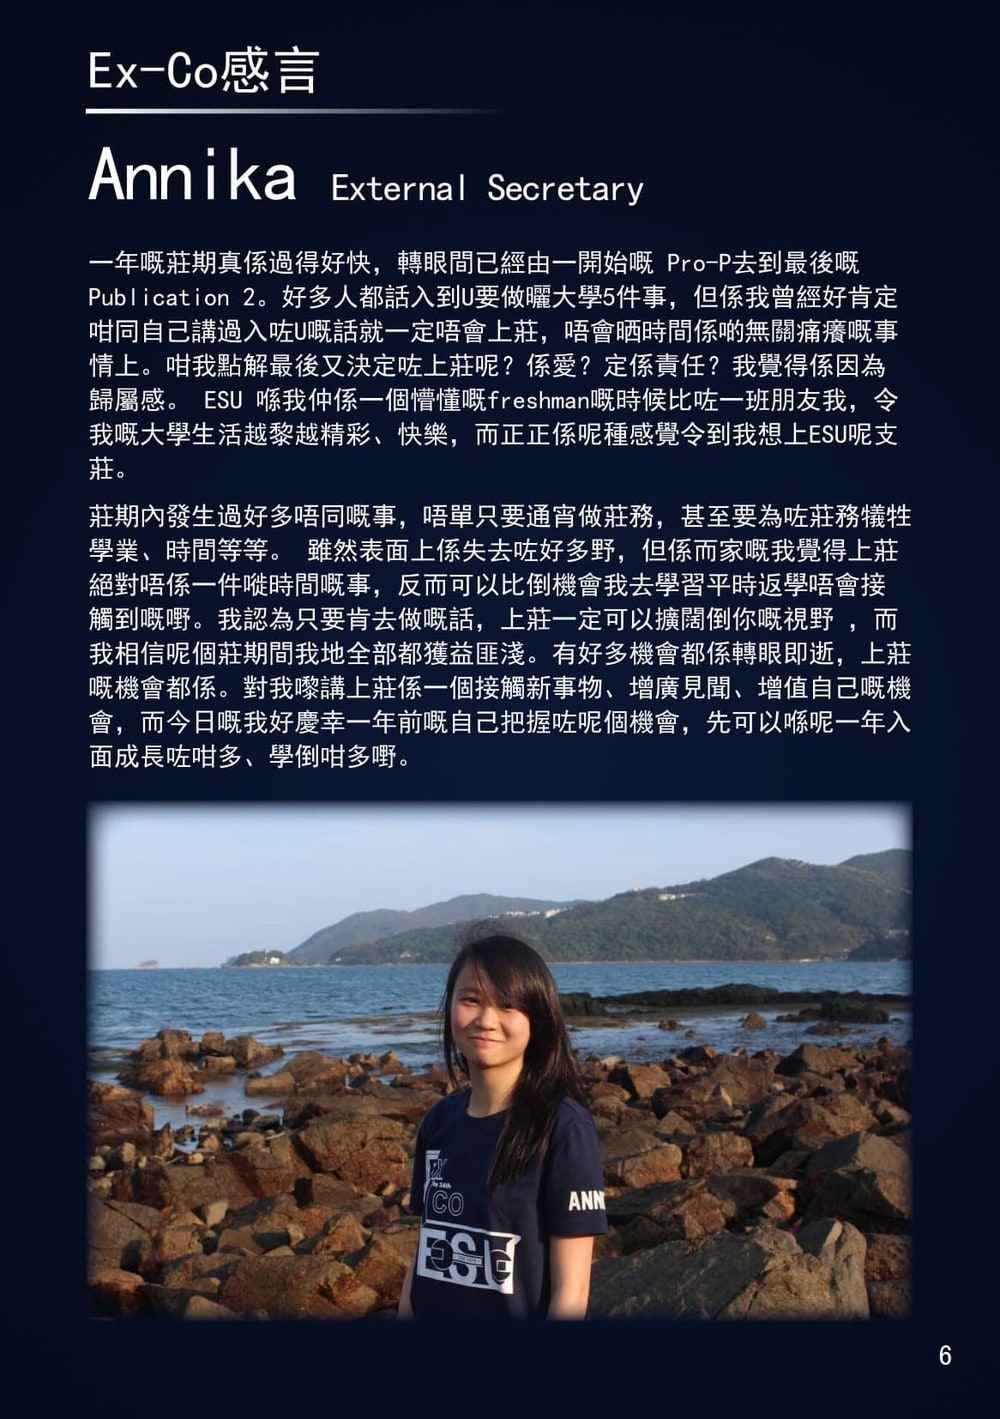 Ex-Co感言
Annika External Secretary
一年嘅莊期真係過得好快，轉眼間已經由一開始嘅 Pro-P去到最後嘅
Publication 2。好多人都話入到U要做曬大學5件事，但係我曾經好肯定
咁同自己講過入咗U嘅話就一定唔會上莊，唔會晒時間係啲無關痛癢嘅事
情上。咁我點解最後又決定咗上莊呢？係愛？定係責任？我覺得係因為
歸屬感。 ESU 喺我仲係一個懵懂嘅freshman嘅時候比咗一班朋友我，令
我嘅大學生活越黎越精彩、快樂，而正正係呢種感覺令到我想上ESU呢支
莊。
莊期內發生過好多唔同嘅事，唔單只要通宵做莊務，甚至要為咗莊務犧牲
學業、時間等等。 雖然表面上係失去咗好多野，但係而家嘅我覺得上莊
絕對唔係一件嘥時間嘅事，反而可以比倒機會我去學習平時返學唔會接
觸到嘅嘢。我認為只要肯去做嘅話，上莊一定可以擴闊倒你嘅視野 ，而
我相信呢個莊期間我地全部都獲益匪淺。有好多機會都係轉眼即逝，上莊
嘅機會都係。對我嚟講上莊係一個接觸新事物、增廣見聞、增值自己嘅機
會，而今日嘅我好慶幸一年前嘅自己把握咗呢個機會，先可以喺呢一年入
面成長咗咁多、學倒咁多嘢。
The 34th
CO
ESU
ANN
6